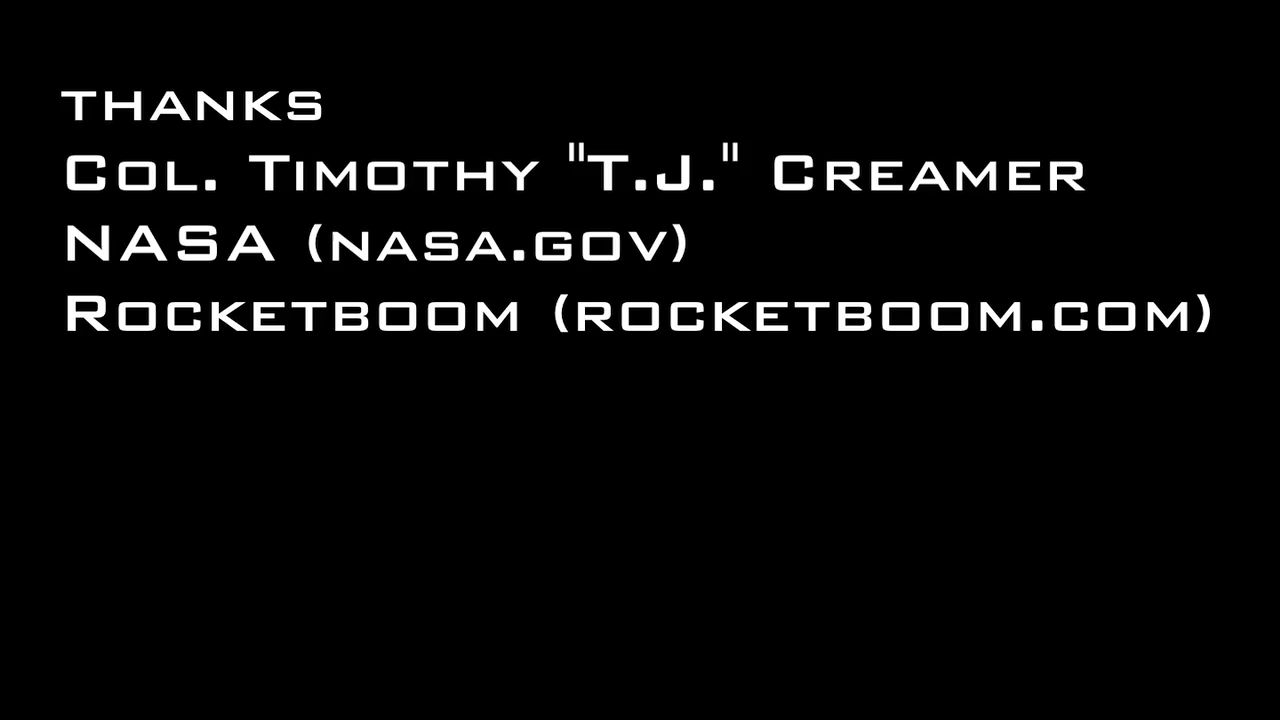 THANKS
Col. Timothy "T.J." Creamer
NASA (nasa.gov)
Rocketboom (rocketboom.com)